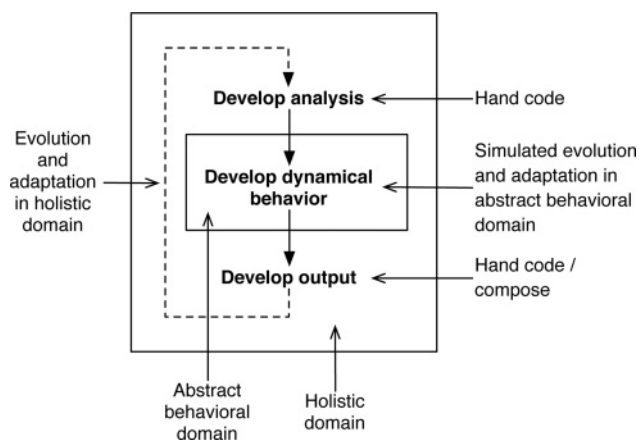 Develop analysis
Hand code
Evolution
and
adaptation
in holistic
domain
Develop dynamical
behavior
Simulated evolution
and adaptation in
abstract behavioral
domain
Develop output
Hand code /
compose
Abstract
behavioral
domain
Holistic
domain